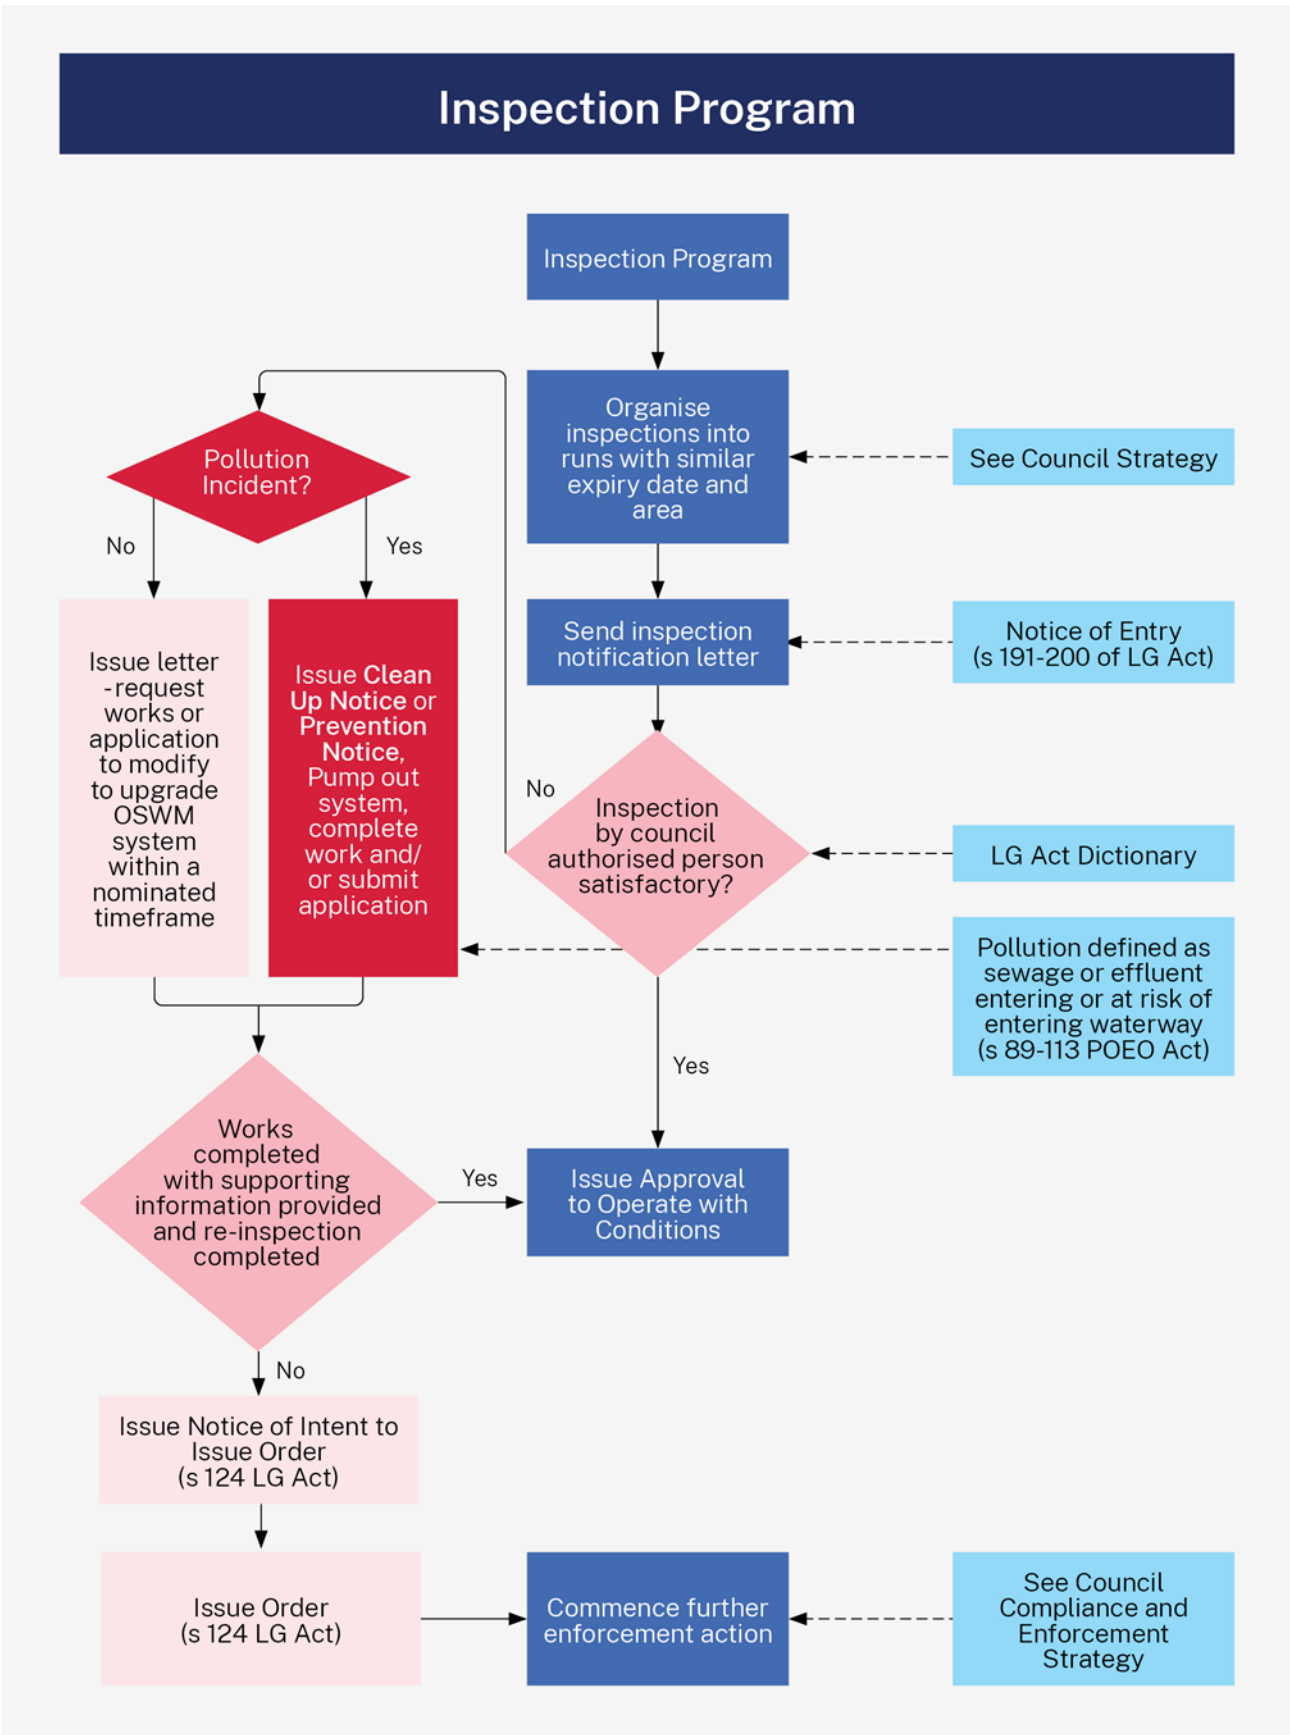 Inspection Program
Inspection Program
Organise
inspections into
runs with similar
expiry date and
area
See Council Strategy
Pollution
Incident?
No
Yes
Send inspection
notification letter
Notice of Entry
(s 191-200 of LG Act)
Issue letter
-request
works or
application
to modify
to upgrade
OSWM
system
within a
nominated
timeframe
Issue Clean
Up Notice or
Prevention
Notice,
Pump out
system,
complete
work and/
or submit
application
No
Inspection
by council
authorised person
satisfactory?
LG Act Dictionary
Pollution defined as
sewage or effluent
entering or at risk of
entering waterway
(s 89-113 POEO Act)
Yes
Works
completed
with supporting
information provided
and re-inspection
completed
Yes
Issue Approval
to Operate with
Conditions
No
Issue Notice of Intent to
Issue Order
(s 124 LG Act)
Issue Order
(s 124 LG Act)
Commence further
enforcement action
See Council
Compliance and
Enforcement
Strategy